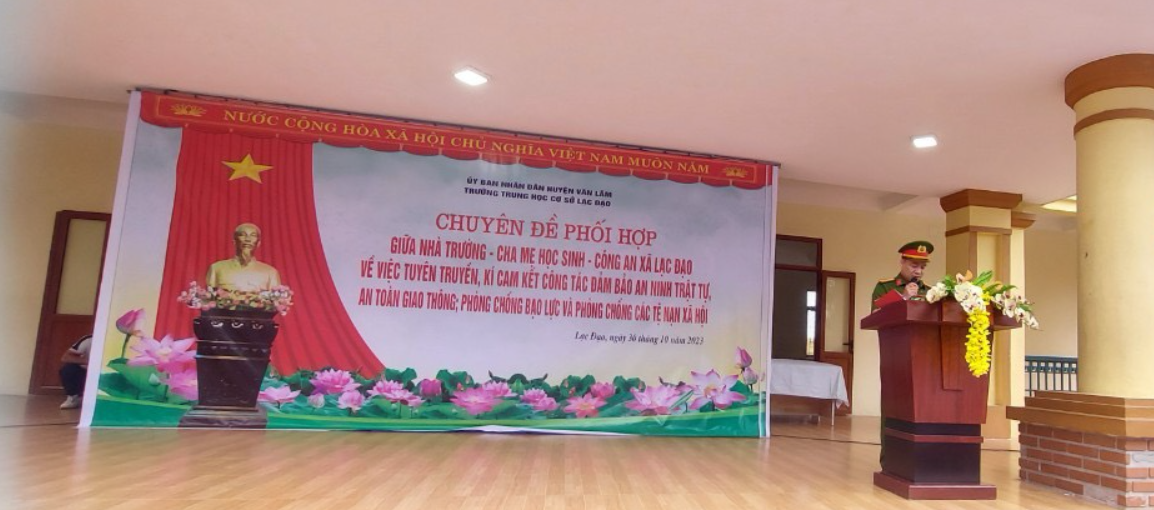 NƯỚC CỘNG HÒA XÃ HỘI CHỦ NGHĨA VIỆT NAM MUÔN NĂM
ỦY BAN NHÂN DÂN HUYỆN VĂN LÂM
TRƯỜNG TRUNG HỌC CƠ SỞ LẠC ĐẠO
CHUYÊN ĐỀ PHỐI HỢP
GIỮA NHÀ TRƯỜNG - CHA MẸ HỌC SINH - CÔNG AN XÃ LẠC ĐẠO
VỀ VIỆC TUYÊN TRUYỀN, KÍ CAM KẾT CÔNG TÁC ĐẢM BẢO AN NINH TRẬT TỰ,
AN TOÀN GIAO THÔNG; PHÒNG CHỐNG BẠO LỰC VÀ PHÒNG CHỐNG CÁC TỆ NẠN XÃ HỘI
Lạc Đạo, ngày 30 tháng 10 năm 2023